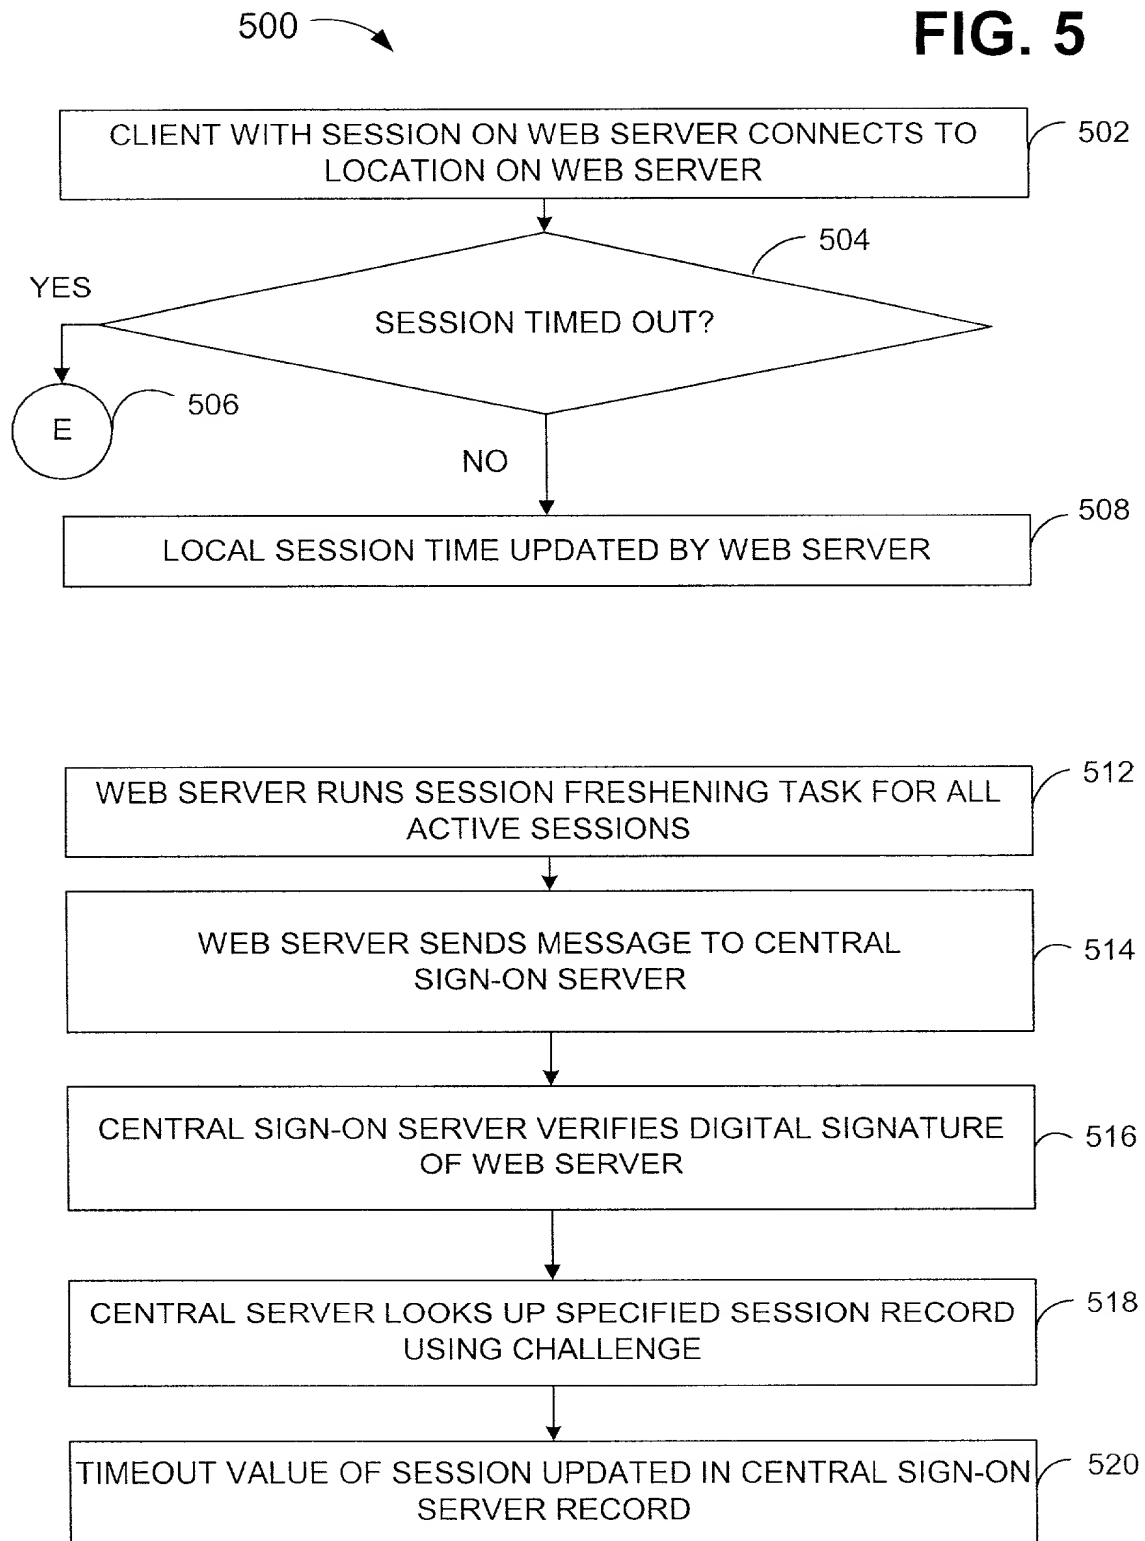 500
FIG. 5
CLIENT WITH SESSION ON WEB SERVER CONNECTS TO
LOCATION ON WEB SERVER
502
504
YES
SESSION TIMED OUT?
506
E
NO
508
LOCAL SESSION TIME UPDATED BY WEB SERVER
512
WEB SERVER RUNS SESSION FRESHENING TASK FOR ALL
ACTIVE SESSIONS
WEB SERVER SENDS MESSAGE TO CENTRAL
SIGN-ON SERVER
514
CENTRAL SIGN-ON SERVER VERIFIES DIGITAL SIGNATURE
OF WEB SERVER
516
518
CENTRAL SERVER LOOKS UP SPECIFIED SESSION RECORD
USING CHALLENGE
520
TIMEOUT VALUE OF SESSION UPDATED IN CENTRAL SIGN-ON
SERVER RECORD